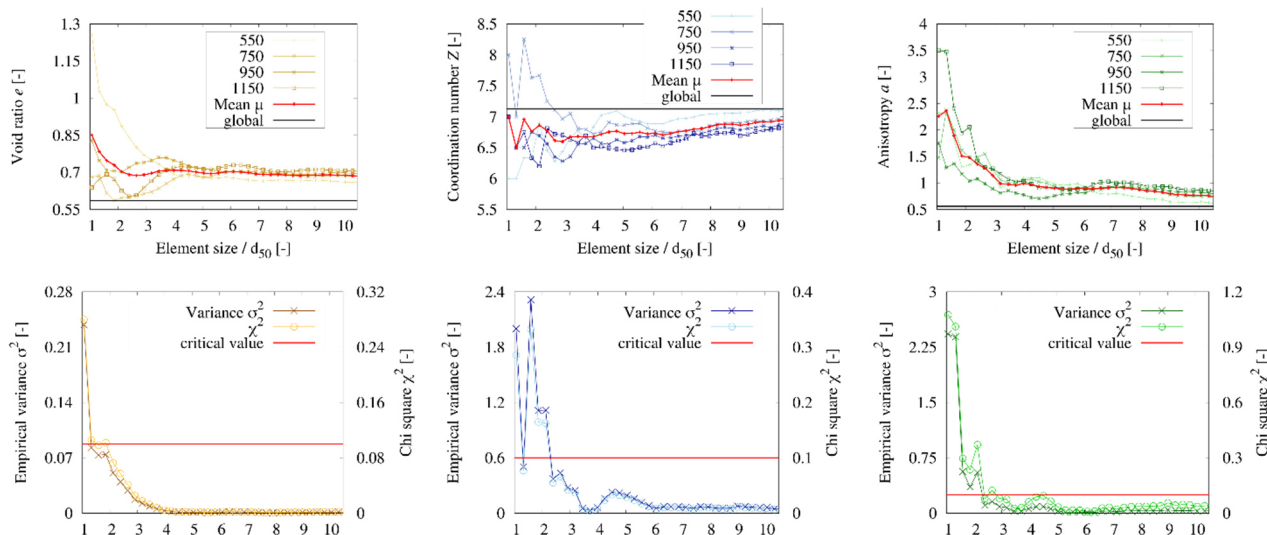 1.3
1.15
1
0.85
0.7
0.55
Void ratio e [-]
550
750
950
1150
Mean μ
global
1 2 3 4 5 6 7 8 9 10
Element size / d50 [-]
8.5
8
7.5
7
6.5
6
5.5
Coordination number Z [-]
550
750
950
1150
Mean μ
global
1 2 3 4 5 6 7 8 9 10
Element size / d50 [-]
4
3.5
3
2.5
2
1.5
1
0.5
Anisotropy a [-]
550
750
950
1150
Mean μ
global
1 2 3 4 5 6 7 8 9 10
Element size / d50 [-]
0.28
0.21
0.14
0.07
0
Empirical variance σ2 [-]
Variance σ2
χ2
critical value
0.32
0.24
0.16
0.08
0
Chi square χ2 [-]
1 2 3 4 5 6 7 8 9 10
2.4
1.8
1.2
0.6
0
Empirical variance σ2 [-]
Variance σ2
χ2
critical value
0.4
0.3
0.2
0.1
0
Chi square χ2 [-]
1 2 3 4 5 6 7 8 9 10
3
2.25
1.5
0.75
0
Empirical variance σ2 [-]
Variance σ2
χ2
critical value
1.2
0.9
0.6
0.3
0
Chi square χ2 [-]
1 2 3 4 5 6 7 8 9 10